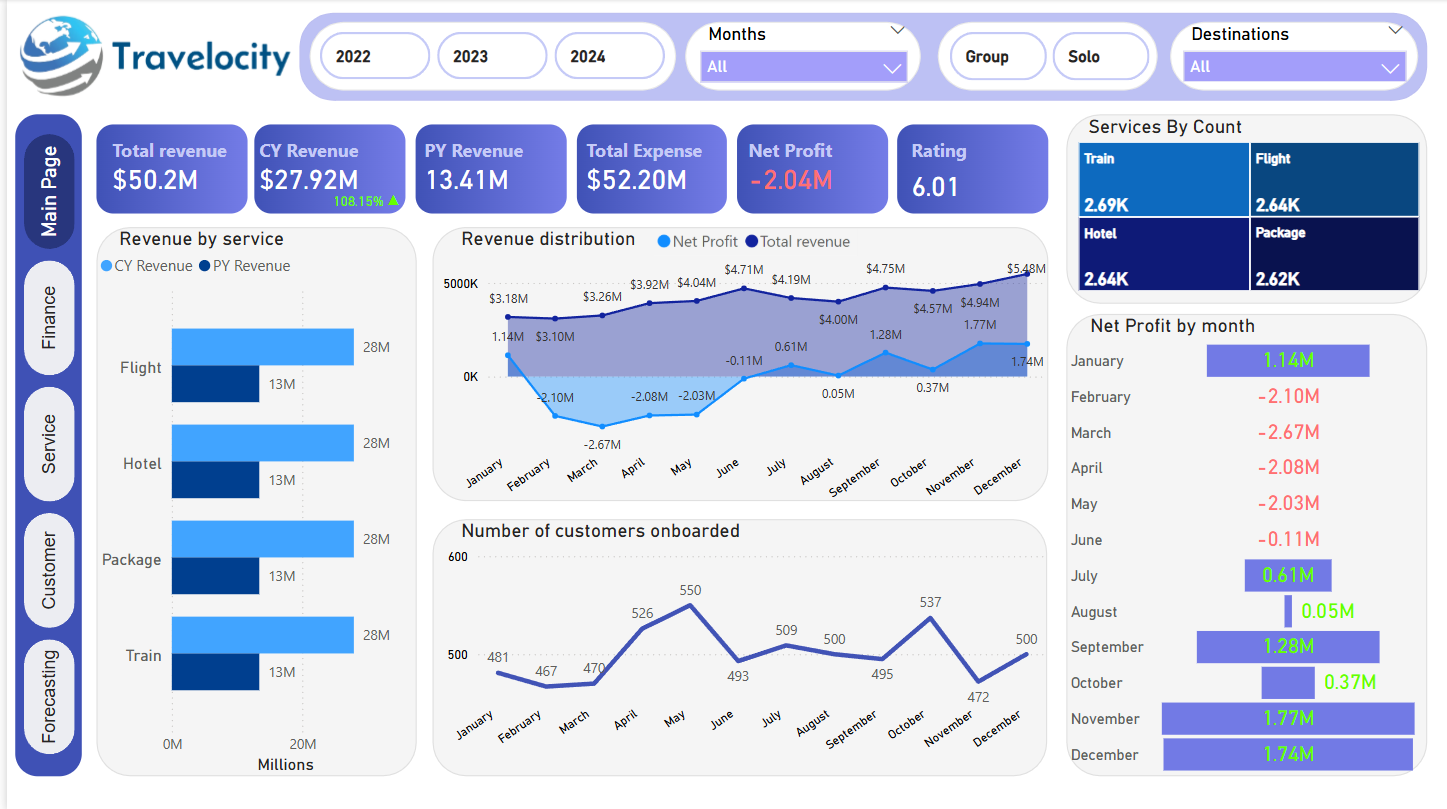 Travelocity
2022
2023
2024
Months
All
Group
Solo
Destinations
All
Main Page
Finance
Service
Customer
Forecasting
Total revenue
$50.2M
CY Revenue
$27.92M
108.15%
PY Revenue
13.41M
Total Expense
$52.20M
Net Profit
-2.04M
Rating
6.01
Revenue by service
CY Revenue PY Revenue
Flight
28M
13M
Hotel
28M
13M
Package
28M
13M
Train
28M
13M
0M 20M
Millions
Revenue distribution
Net Profit Total revenue
5000K
0K
$3.18M
$3.10M
$3.26M
$3.92M
$4.04M
$4.71M
$4.19M
$4.00M
$4.75M
$4.57M
$4.94M
$5.48M
1.14M
-2.10M
-2.67M
-2.08M
-2.03M
-0.11M
0.61M
0.05M
1.28M
0.37M
1.77M
1.74M
January
February
March
April
May
June
July
August
September
October
November
December
Number of customers onboarded
600
500
481
467
470
526
550
493
509
500
495
537
472
500
January
February
March
April
May
June
July
August
September
October
November
December
Services By Count
Train
2.69K
Flight
2.64K
Hotel
2.64K
Package
2.62K
Net Profit by month
January 1.14M
February -2.10M
March -2.67M
April -2.08M
May -2.03M
June -0.11M
July 0.61M
August 0.05M
September 1.28M
October 0.37M
November 1.77M
December 1.74M